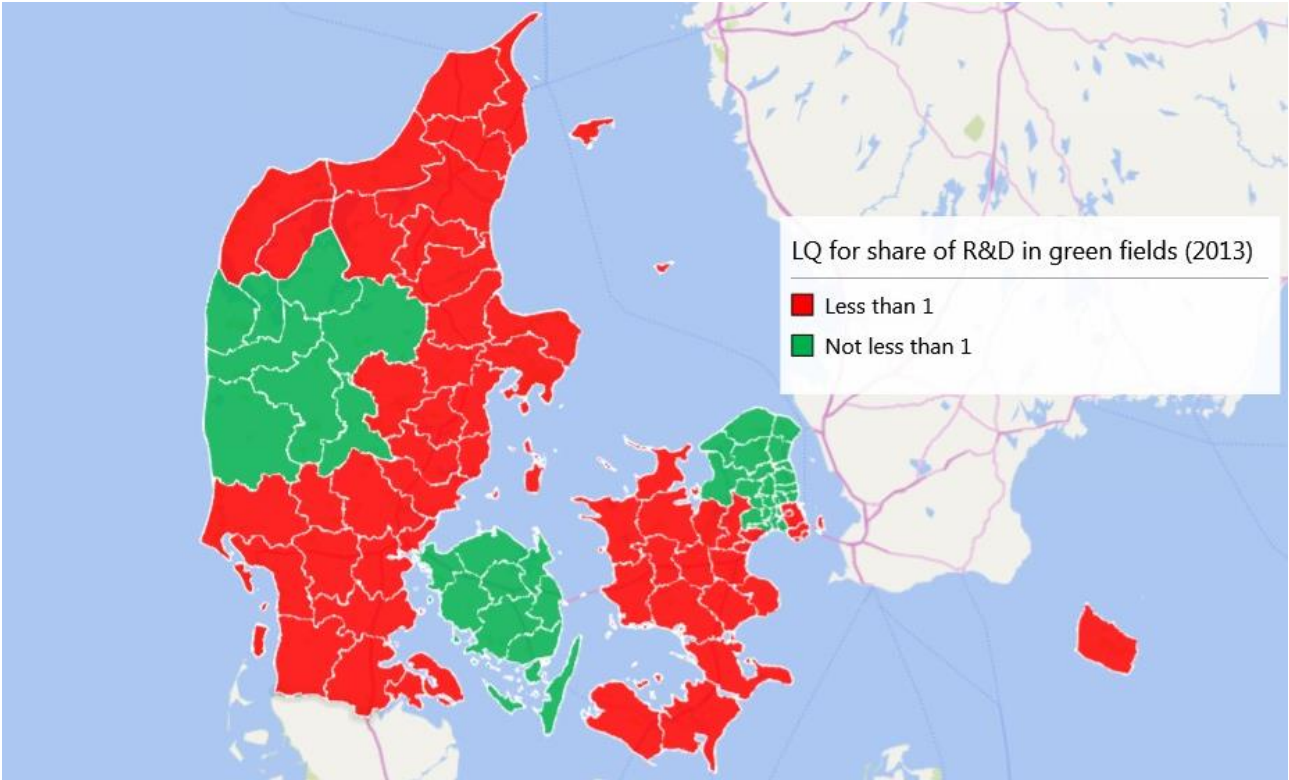 LQ for share of R&D in green fields (2013)
Less than 1
Not less than 1